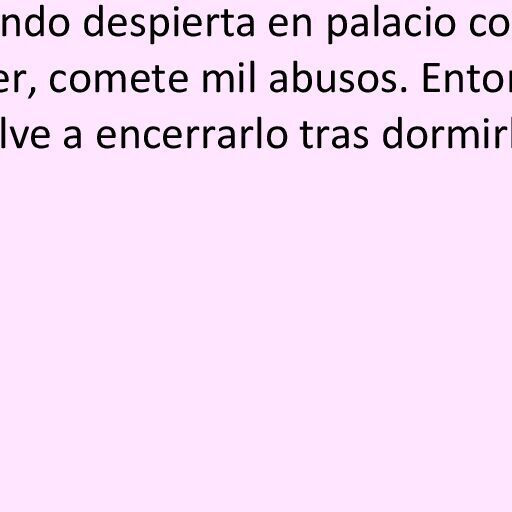 ndo despierta en palacio co
er, comete mil abusos. Enton
lve a encerrarlo tras dormirl